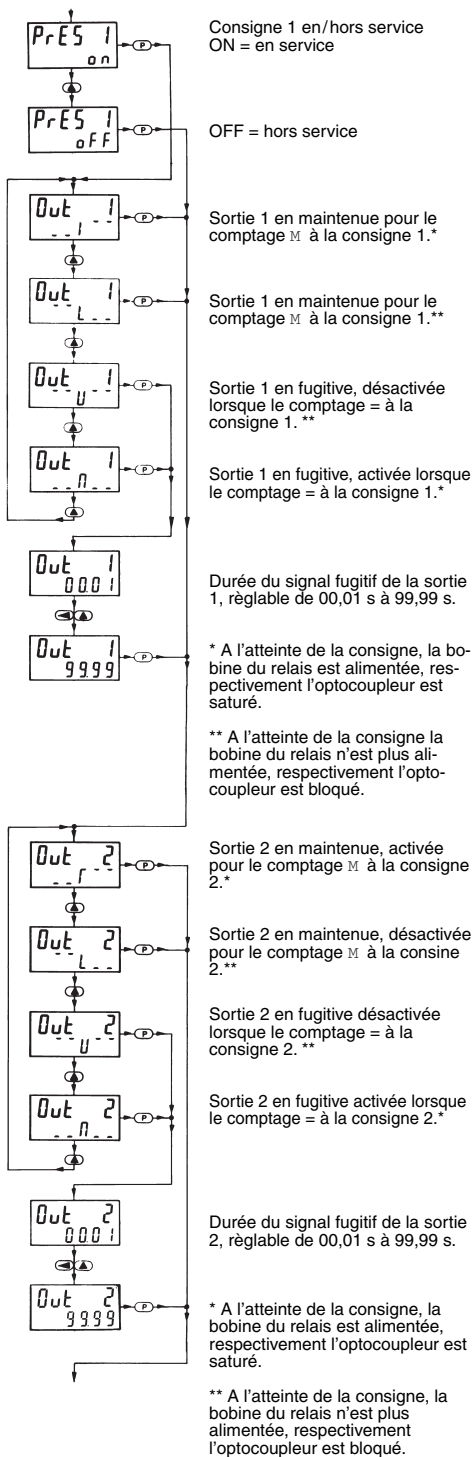 PrES 1
on
P
Consigne 1 en/hors service
ON = en service
PrES 1
oFF
P
OFF = hors service
Out 1
P
Sortie 1 en maintenue pour le
comptage M à la consigne 1.*
Out 1
P
Sortie 1 en maintenue pour le
comptage M à la consigne 1.**
Out 1
P
Sortie 1 en fugitive, désactivée
lorsque le comptage = à la
consigne 1. **
Out 1
P
Sortie 1 en fugitive, activée lorsque
le comptage = à la consigne 1.*
Out 1
00.01
Durée du signal fugitif de la sortie
1, règlable de 00,01 s à 99,99 s.
Out 1
99.99
P
* A l'atteinte de la consigne, la bo-
bine du relais est alimentée, res-
pectivement l'optocoupleur est
saturé.
** A l'atteinte de la consigne la
bobine du relais n'est plus ali-
mentée, respectivement l'opto-
coupleur est bloqué.
Out 2
P
Sortie 2 en maintenue, activée
pour le comptage M à la consigne
2.*
Out 2
P
Sortie 2 en maintenue, désactivée
pour le comptage M à la consine
2.**
Out 2
P
Sortie 2 en fugitive désactivée
lorsque le comptage = à la
consigne 2. **
Out 2
P
Sortie 2 en fugitive activée lorsque
le comptage = à la consigne 2.*
Out 2
00.01
Durée du signal fugitif de la sortie
2, règlable de 00,01 s à 99,99 s.
Out 2
99.99
P
* A l'atteinte de la consigne, la
bobine du relais est alimentée,
respectivement l'optocoupleur est
saturé.
** A l'atteinte de la consigne, la
bobine du relais n'est plus
alimentée, respectivement
l'optocoupleur est bloqué.